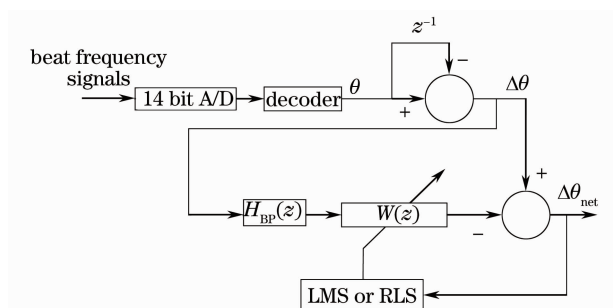 z⁻¹
beat frequency
signals
14 bit A/D
decoder
θ
+
−
Δθ
+
H_BP(z)
W(z)
−
Δθ_net
LMS or RLS